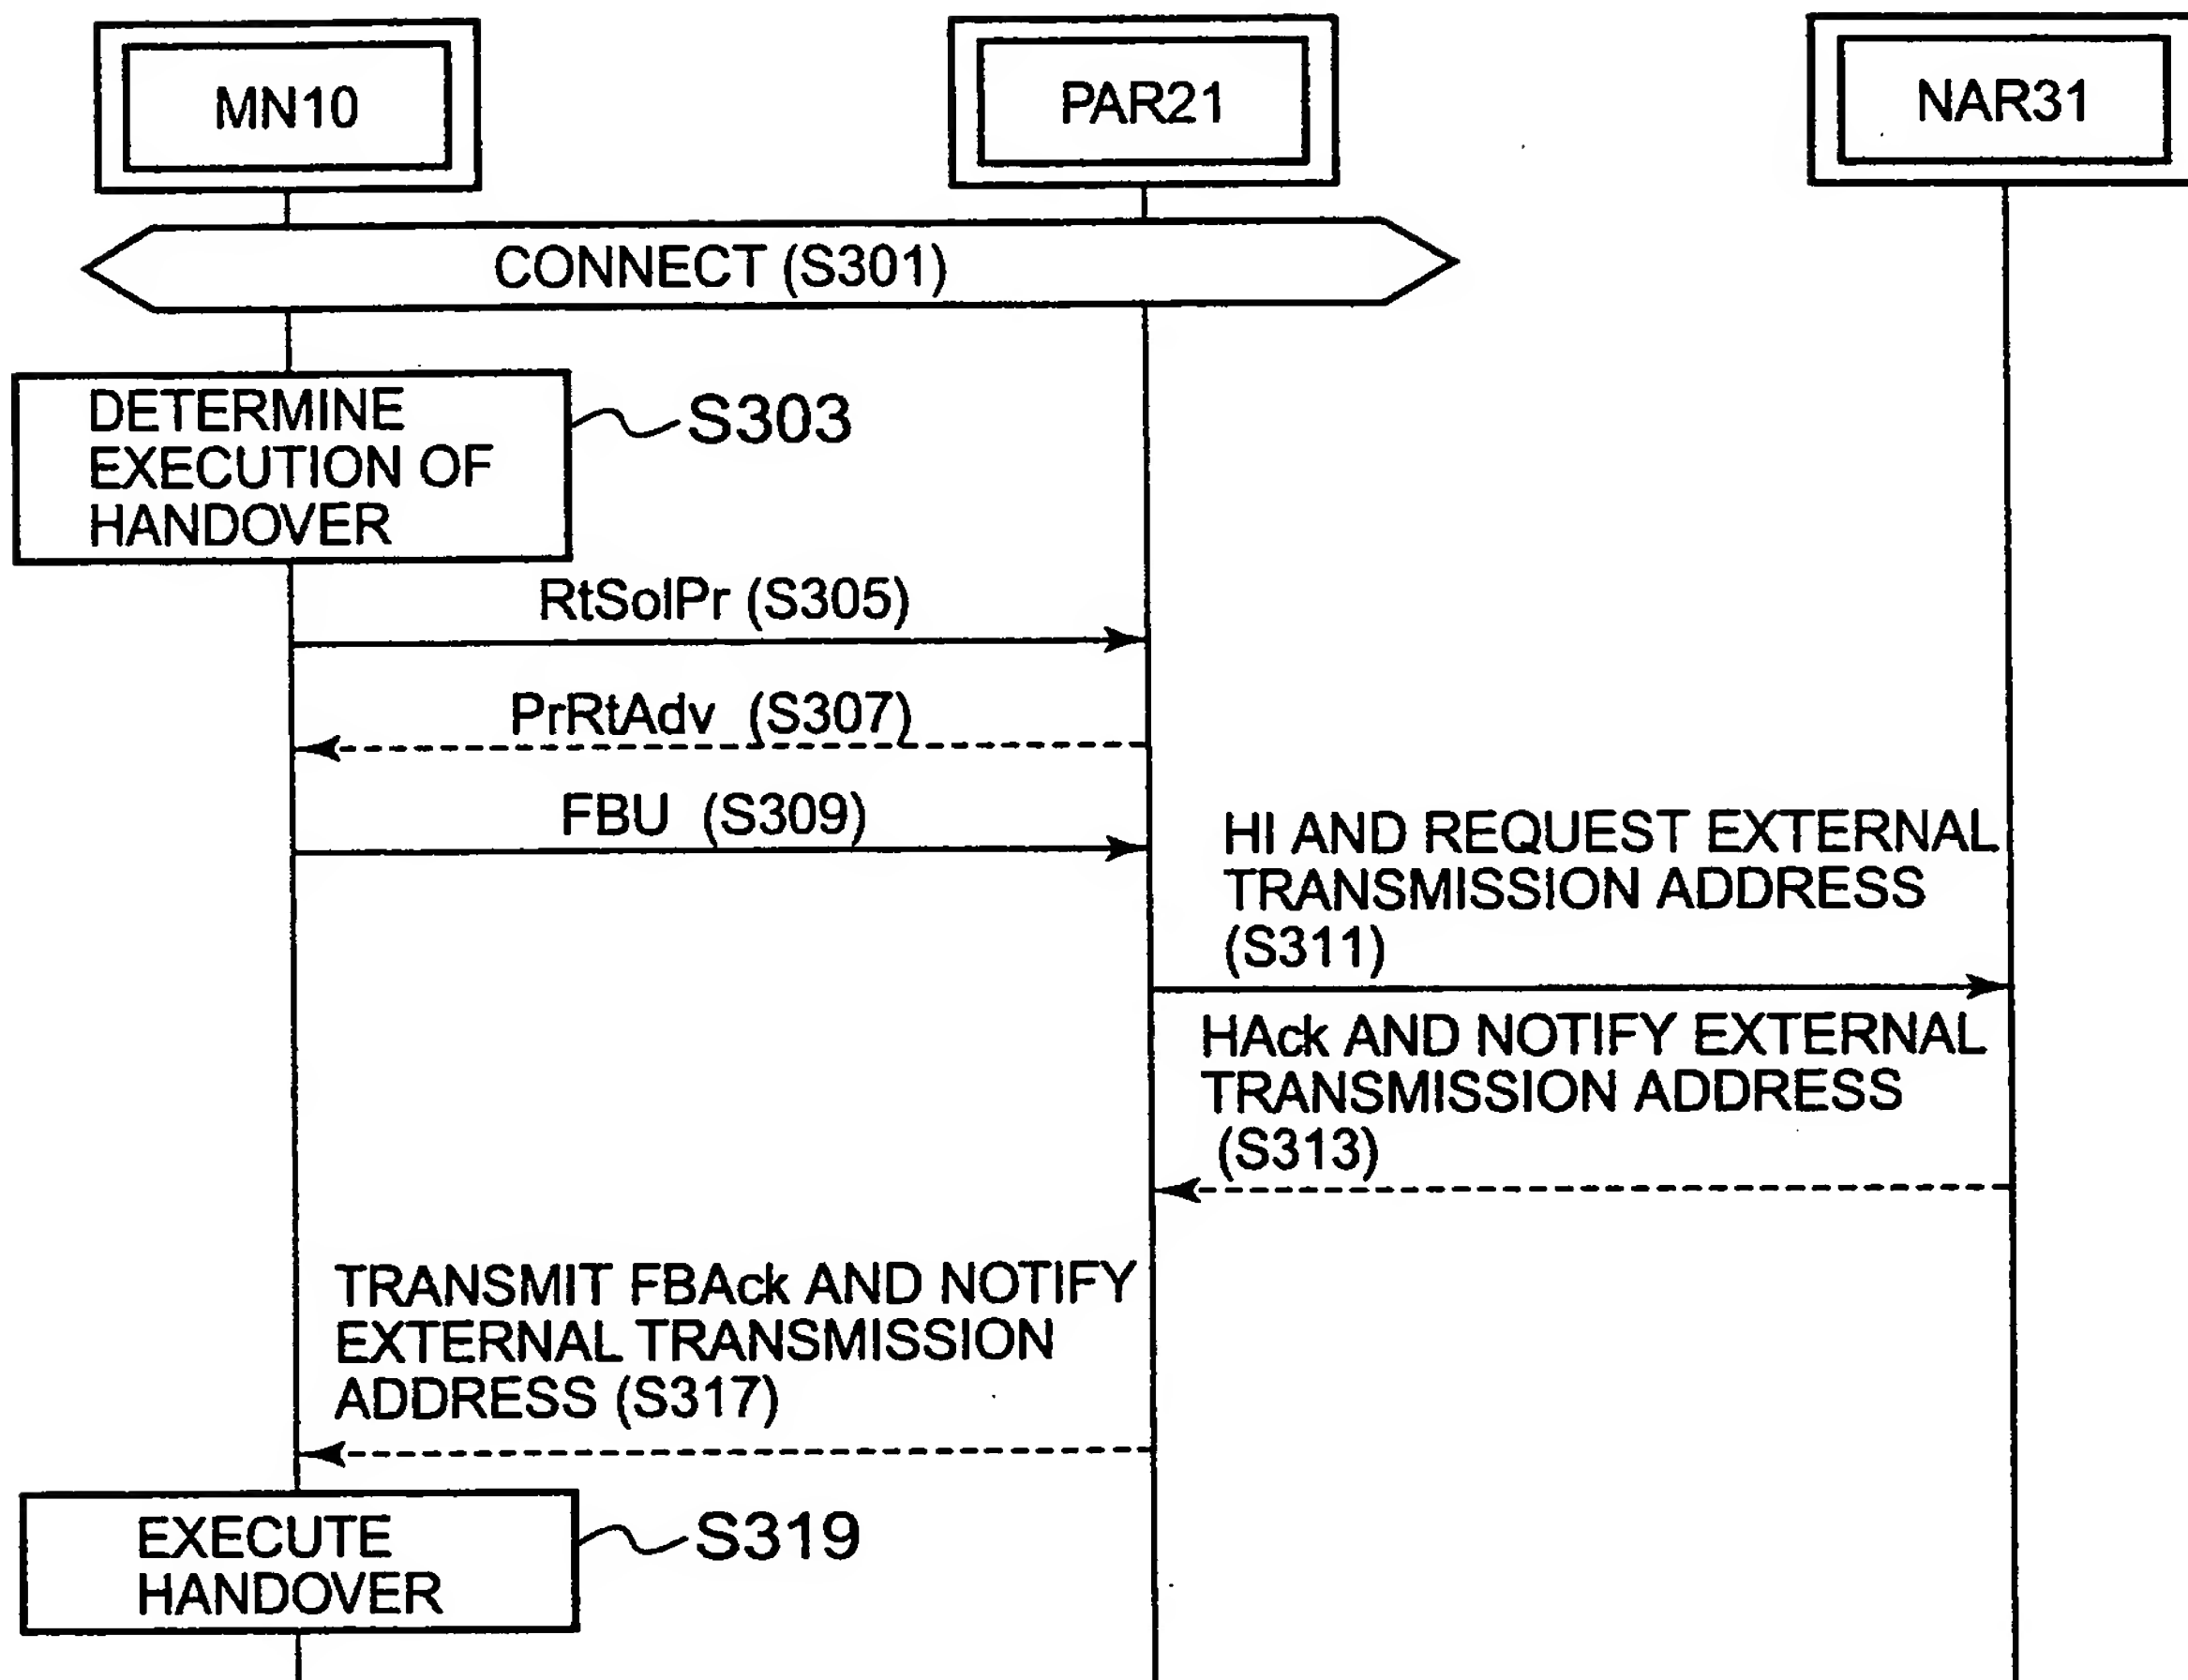 MN10
PAR21
NAR31
CONNECT (S301)
DETERMINE
EXECUTION OF
HANDOVER
S303
RtSolPr (S305)
PrRtAdv (S307)
FBU (S309)
HI AND REQUEST EXTERNAL
TRANSMISSION ADDRESS
(S311)
HAck AND NOTIFY EXTERNAL
TRANSMISSION ADDRESS
(S313)
TRANSMIT FBAck AND NOTIFY
EXTERNAL TRANSMISSION
ADDRESS (S317)
EXECUTE
HANDOVER
S319